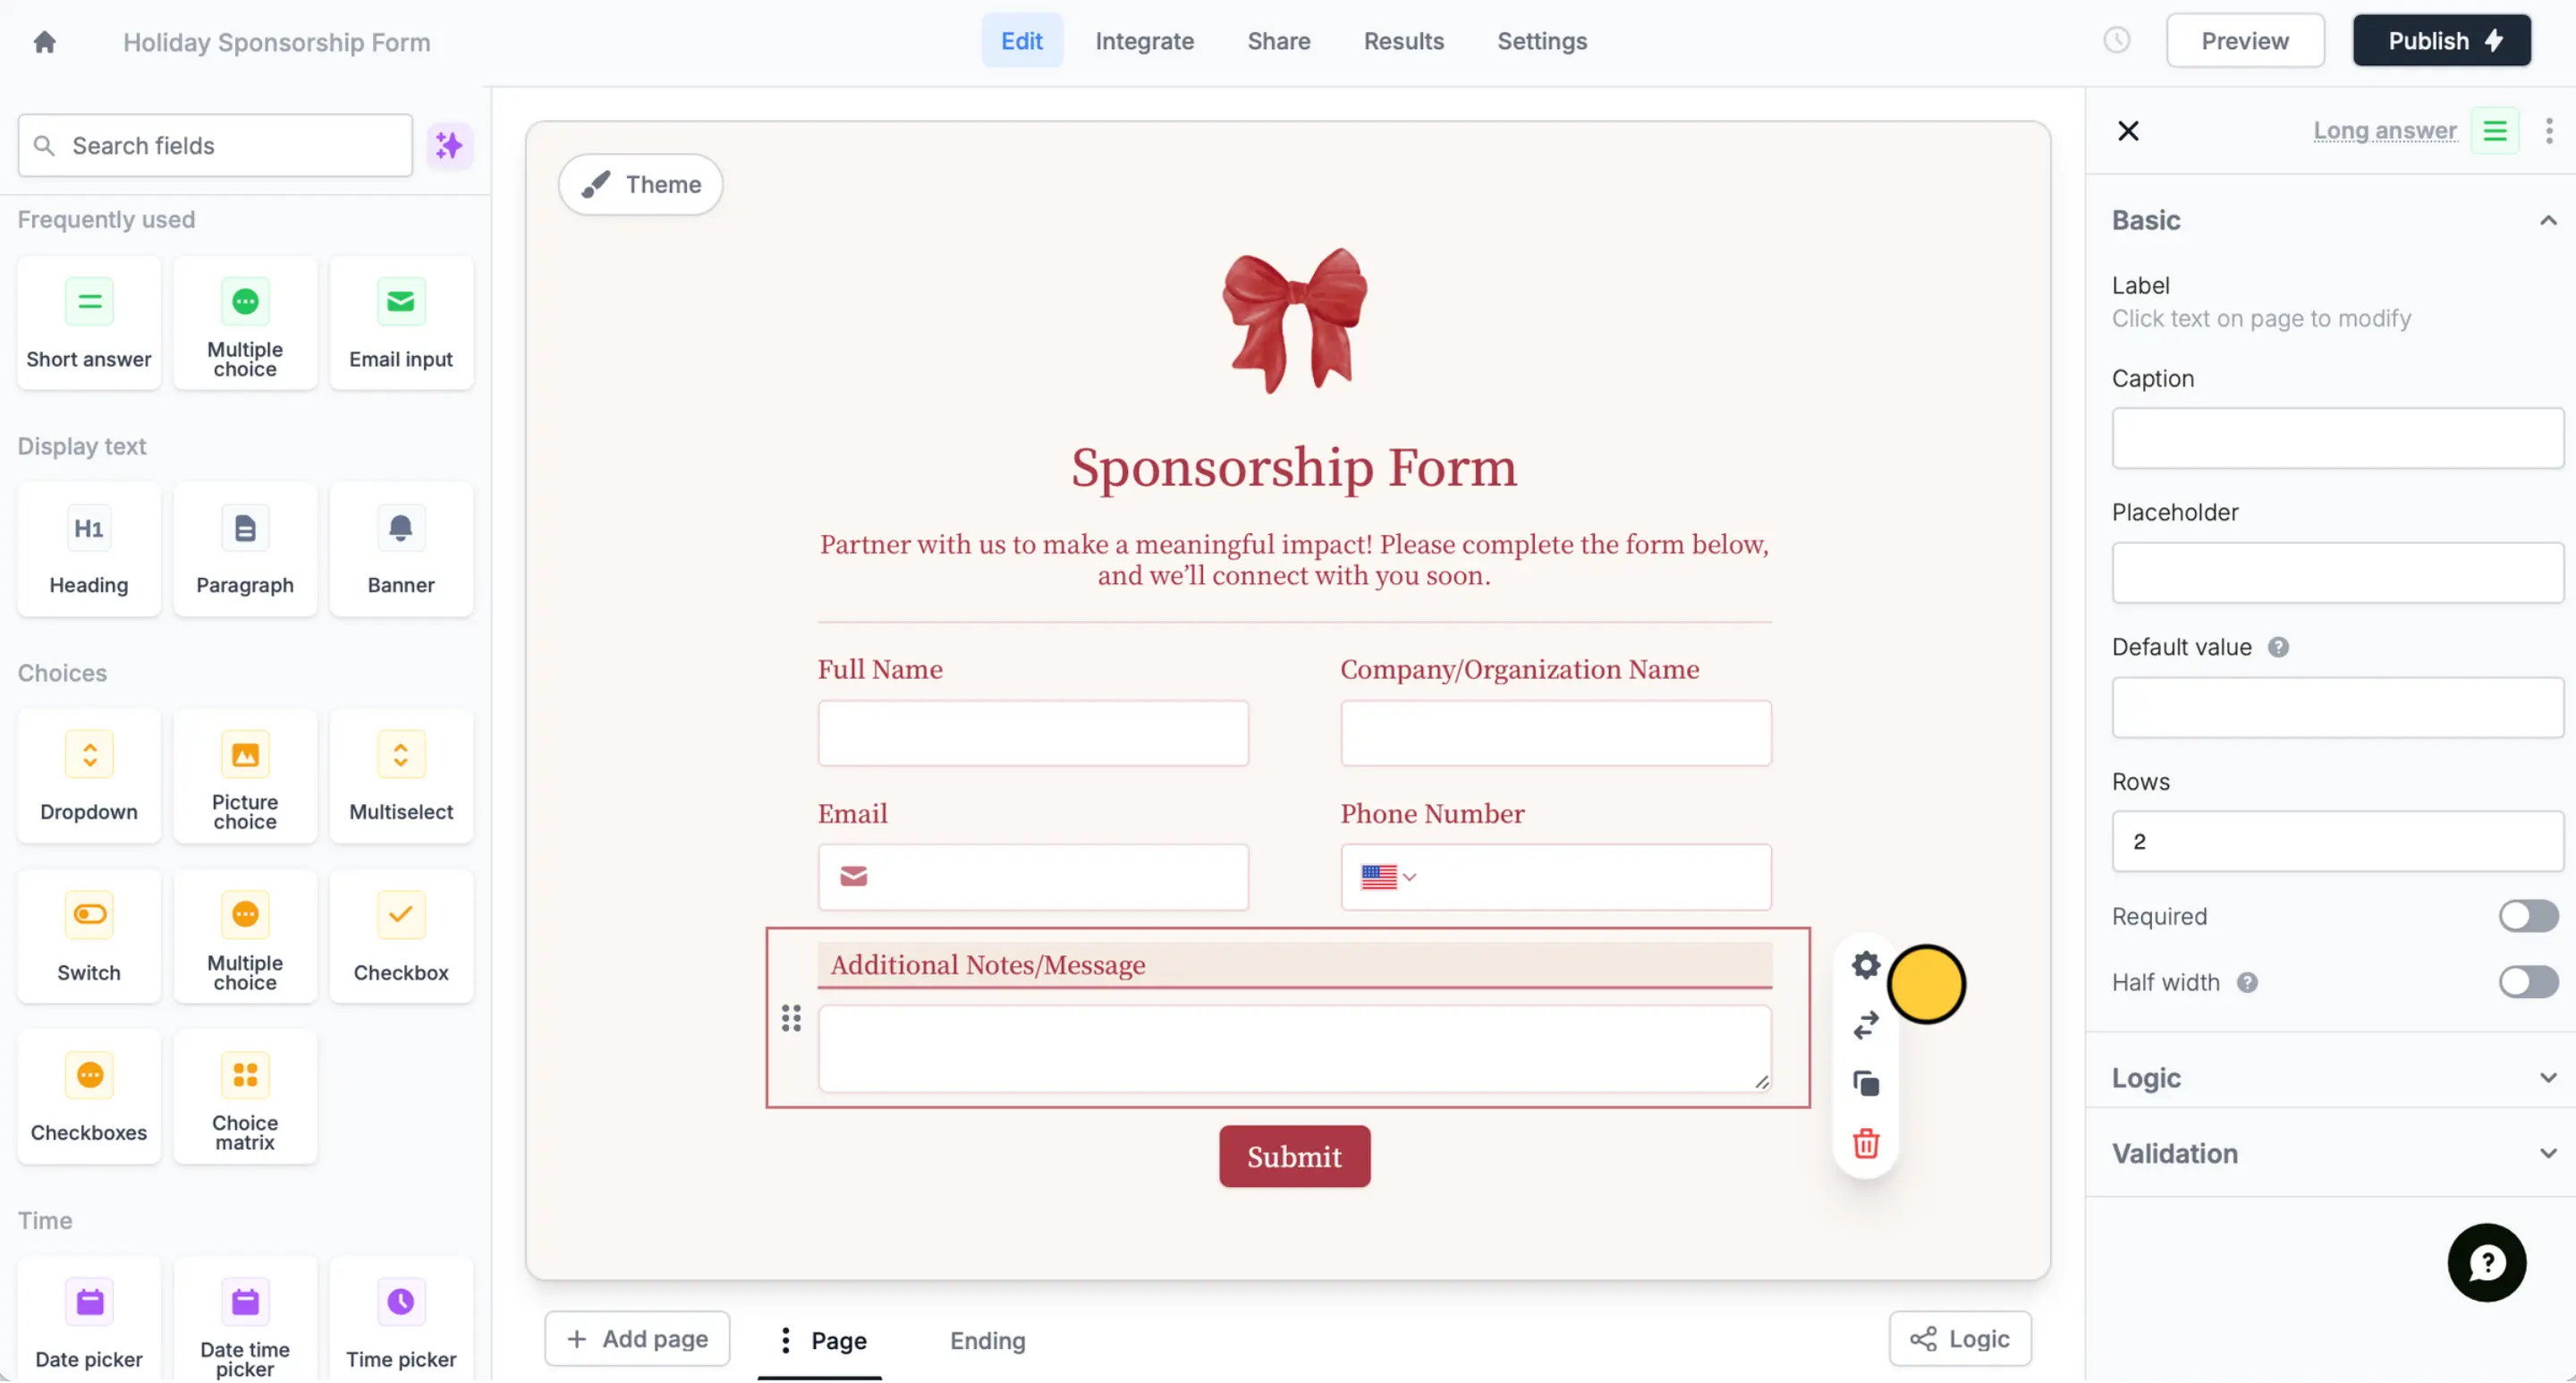 Holiday Sponsorship Form
Edit
Integrate
Share
Results
Settings
Preview
Publish
Search fields
Frequently used
Short answer
Multiple
choice
Email input
Display text
H1
Heading
Paragraph
Banner
Choices
Dropdown
Picture
choice
Multiselect
Switch
Multiple
choice
Checkbox
Checkboxes
Choice
matrix
Time
Date picker
Date time
picker
Time picker
Theme
Sponsorship Form
Partner with us to make a meaningful impact! Please complete the form below,
and we’ll connect with you soon.
Full Name
Company/Organization Name
Email
Phone Number
Additional Notes/Message
Submit
Add page
Page
Ending
Logic
Long answer
Basic
Label
Click text on page to modify
Caption
Placeholder
Default value ?
Rows
2
Required
Half width ?
Logic
Validation
?